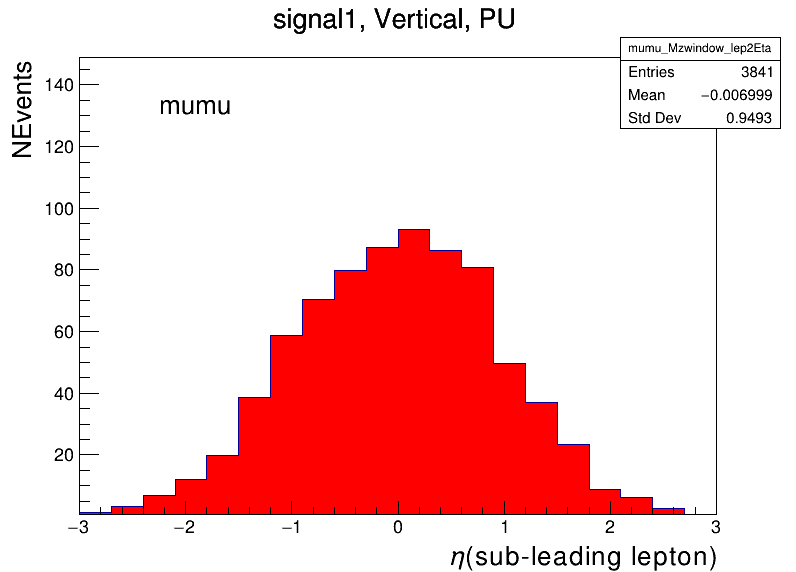 signal1, Vertical, PU
mumu_Mzwindow_lep2Eta
Entries 3841
Mean −0.006999
Std Dev 0.9493
NEvents
mumu
140
120
100
80
60
40
20
−3 −2 −1 0 1 2 3
η(sub-leading lepton)